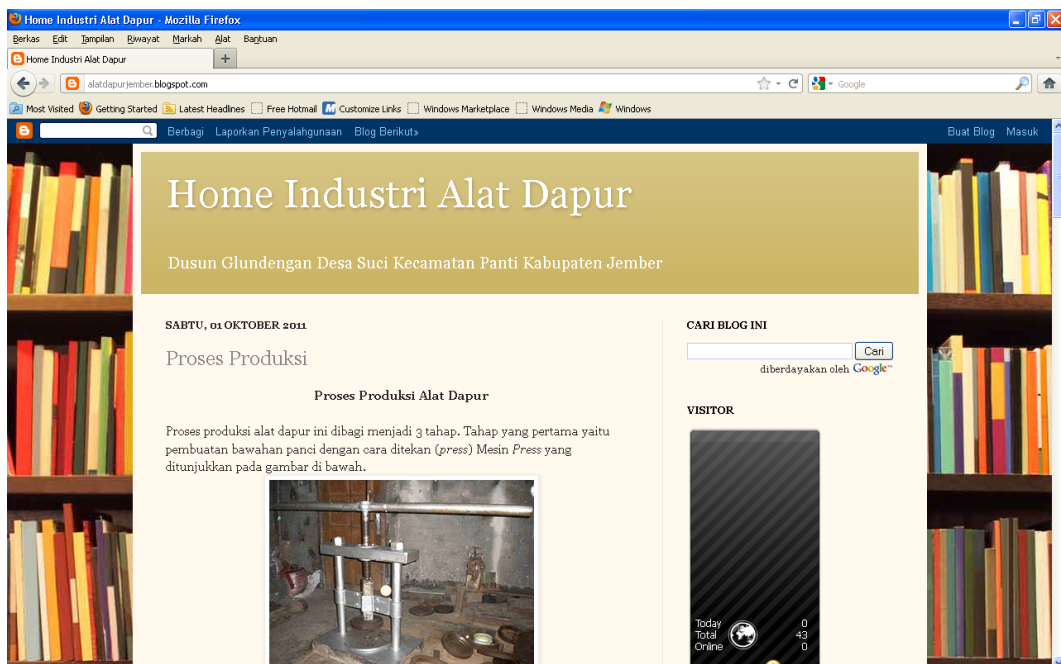 Home Industri Alat Dapur - Mozilla Firefox
Berkas Edit Tampilan Riwayat Markah Alat Bantuan
Home Industri Alat Dapur
alatdapurjember.blogspot.com
Google
Most Visited Getting Started Latest Headlines Free Hotmail Customize Links Windows Marketplace Windows Media Windows
Berbagi Laporkan Penyalahgunaan Blog Berikut» Buat Blog Masuk
Home Industri Alat Dapur
Dusun Glundengan Desa Suci Kecamatan Panti Kabupaten Jember
SABTU, 01 OKTOBER 2011
Proses Produksi
Proses Produksi Alat Dapur
Proses produksi alat dapur ini dibagi menjadi 3 tahap. Tahap yang pertama yaitu
pembuatan bawahan panci dengan cara ditekan (press) Mesin Press yang
ditunjukkan pada gambar di bawah.
CARI BLOG INI
Cari
diberdayakan oleh Google™
VISITOR
Today 0
Total 43
Online 0